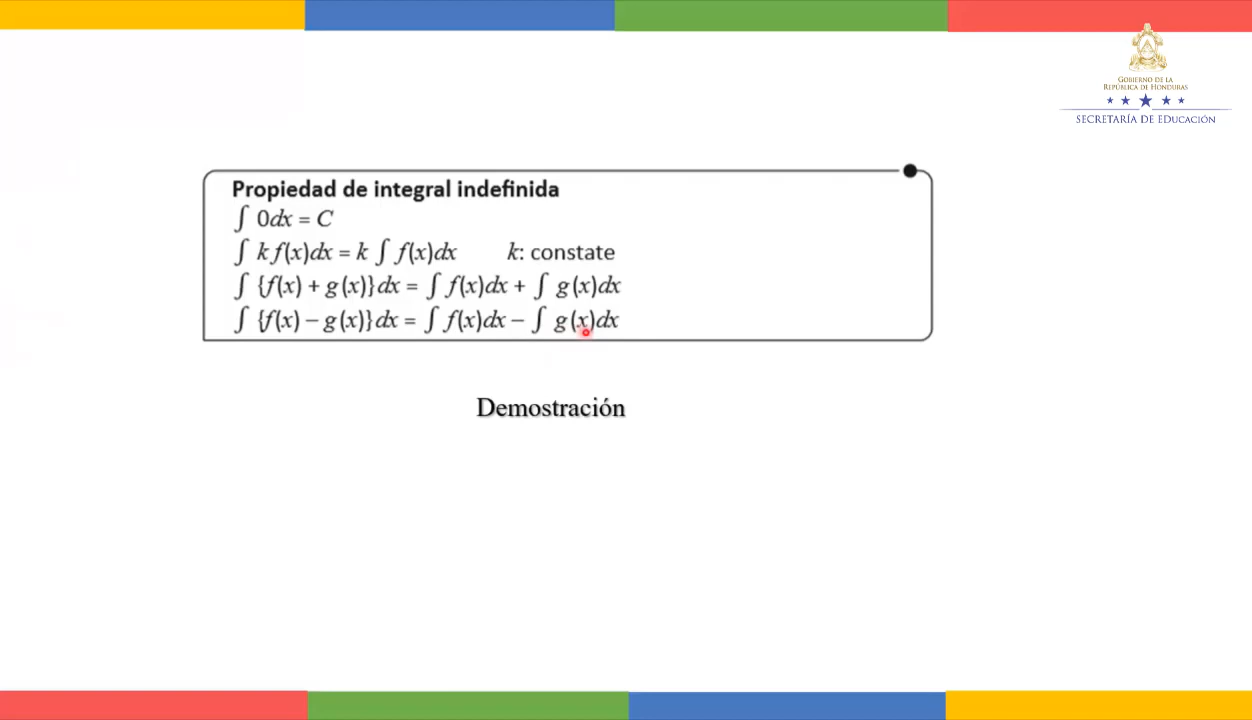 GOBIERNO DE LA
REPÚBLICA DE HONDURAS
SECRETARÍA DE EDUCACIÓN
Propiedad de integral indefinida
∫ 0dx = C
∫ k f(x)dx = k ∫ f(x)dx k: constate
∫ {f(x) + g(x)}dx = ∫ f(x)dx + ∫ g(x)dx
∫ {f(x) − g(x)}dx = ∫ f(x)dx − ∫ g(x)dx
Demostración